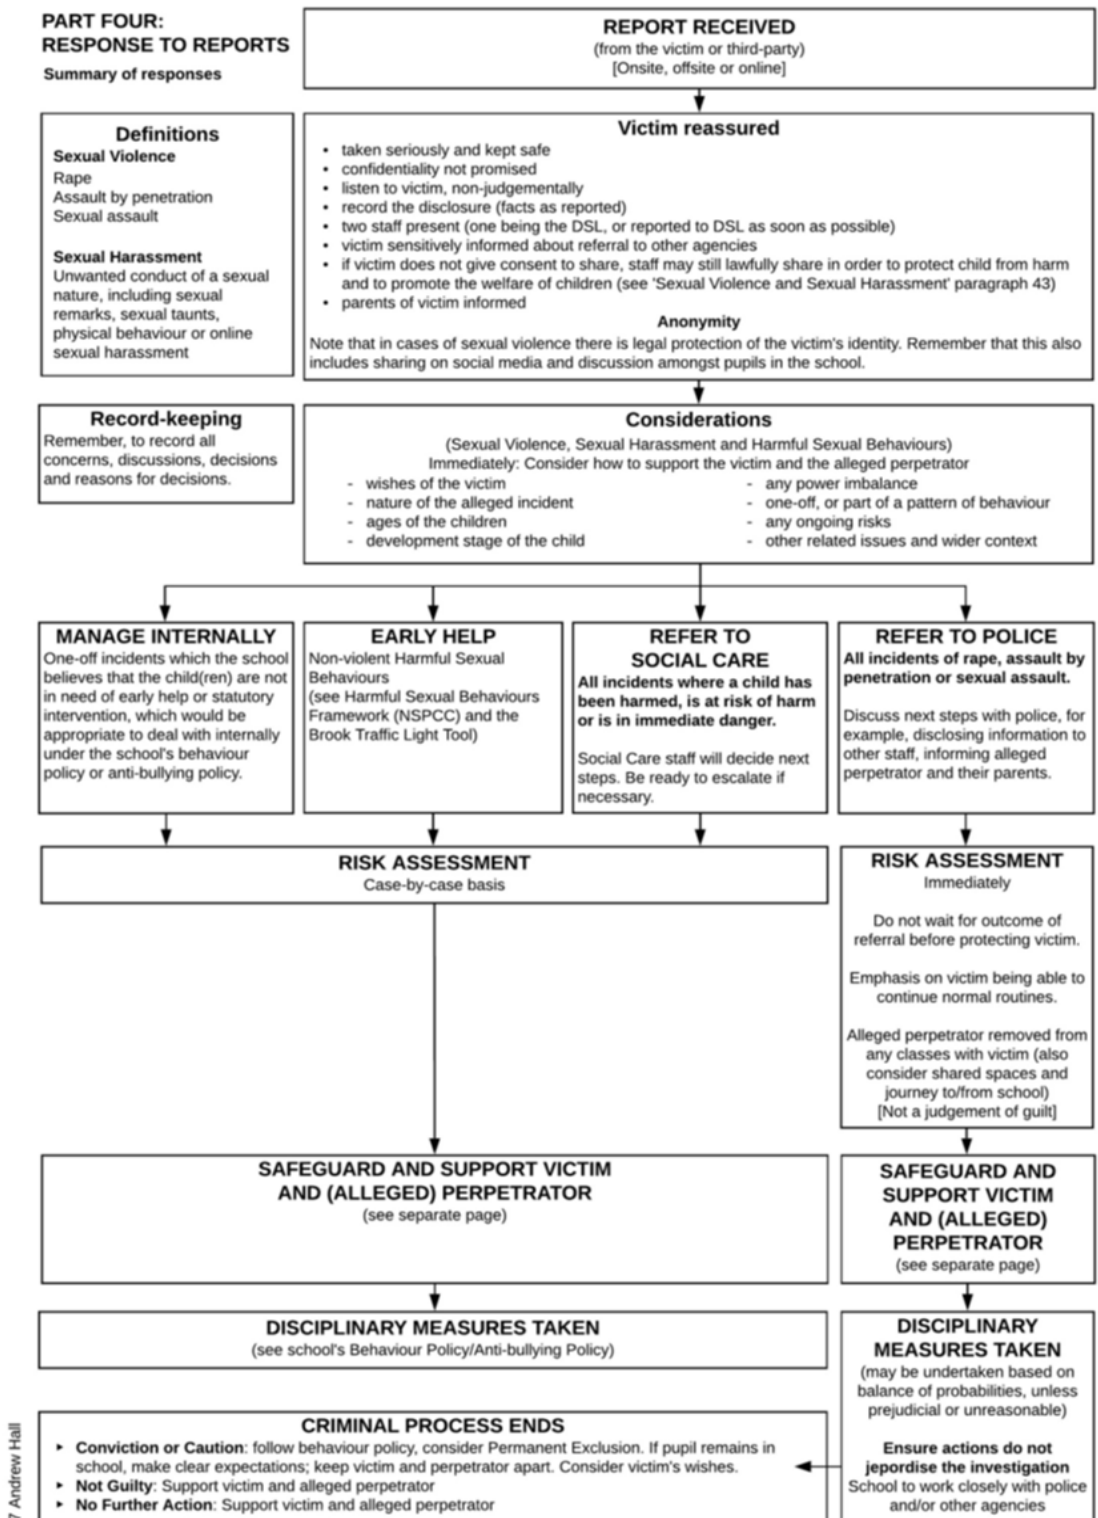 PART FOUR:
RESPONSE TO REPORTS
Summary of responses
REPORT RECEIVED
(from the victim or third-party)
[Onsite, offsite or online]
Definitions
Sexual Violence
Rape
Assault by penetration
Sexual assault
Sexual Harassment
Unwanted conduct of a sexual
nature, including sexual
remarks, sexual taunts,
physical behaviour or online
sexual harassment
Victim reassured
• taken seriously and kept safe
• confidentiality not promised
• listen to victim, non-judgementally
• record the disclosure (facts as reported)
• two staff present (one being the DSL, or reported to DSL as soon as possible)
• victim sensitively informed about referral to other agencies
• if victim does not give consent to share, staff may still lawfully share in order to protect child from harm
and to promote the welfare of children (see 'Sexual Violence and Sexual Harassment' paragraph 43)
• parents of victim informed
Anonymity
Note that in cases of sexual violence there is legal protection of the victim's identity. Remember that this also
includes sharing on social media and discussion amongst pupils in the school.
Record-keeping
Remember, to record all
concerns, discussions, decisions
and reasons for decisions.
Considerations
(Sexual Violence, Sexual Harassment and Harmful Sexual Behaviours)
Immediately: Consider how to support the victim and the alleged perpetrator
- wishes of the victim
- nature of the alleged incident
- ages of the children
- development stage of the child
- any power imbalance
- one-off, or part of a pattern of behaviour
- any ongoing risks
- other related issues and wider context
MANAGE INTERNALLY
One-off incidents which the school
believes that the child(ren) are not
in need of early help or statutory
intervention, which would be
appropriate to deal with internally
under the school's behaviour
policy or anti-bullying policy.
EARLY HELP
Non-violent Harmful Sexual
Behaviours
(see Harmful Sexual Behaviours
Framework (NSPCC) and the
Brook Traffic Light Tool)
REFER TO
SOCIAL CARE
All incidents where a child has
been harmed, is at risk of harm
or is in immediate danger.
Social Care staff will decide next
steps. Be ready to escalate if
necessary.
REFER TO POLICE
All incidents of rape, assault by
penetration or sexual assault.
Discuss next steps with police, for
example, disclosing information to
other staff, informing alleged
perpetrator and their parents.
RISK ASSESSMENT
Case-by-case basis
RISK ASSESSMENT
Immediately
Do not wait for outcome of
referral before protecting victim.
Emphasis on victim being able to
continue normal routines.
Alleged perpetrator removed from
any classes with victim (also
consider shared spaces and
journey to/from school)
[Not a judgement of guilt]
SAFEGUARD AND SUPPORT VICTIM
AND (ALLEGED) PERPETRATOR
(see separate page)
SAFEGUARD AND
SUPPORT VICTIM
AND (ALLEGED)
PERPETRATOR
(see separate page)
DISCIPLINARY MEASURES TAKEN
(see school's Behaviour Policy/Anti-bullying Policy)
DISCIPLINARY
MEASURES TAKEN
(may be undertaken based on
balance of probabilities, unless
prejudicial or unreasonable)
Ensure actions do not
jepordise the investigation
School to work closely with police
and/or other agencies
CRIMINAL PROCESS ENDS
▸ Conviction or Caution: follow behaviour policy, consider Permanent Exclusion. If pupil remains in
school, make clear expectations; keep victim and perpetrator apart. Consider victim's wishes.
▸ Not Guilty: Support victim and alleged perpetrator
▸ No Further Action: Support victim and alleged perpetrator
7 Andrew Hall